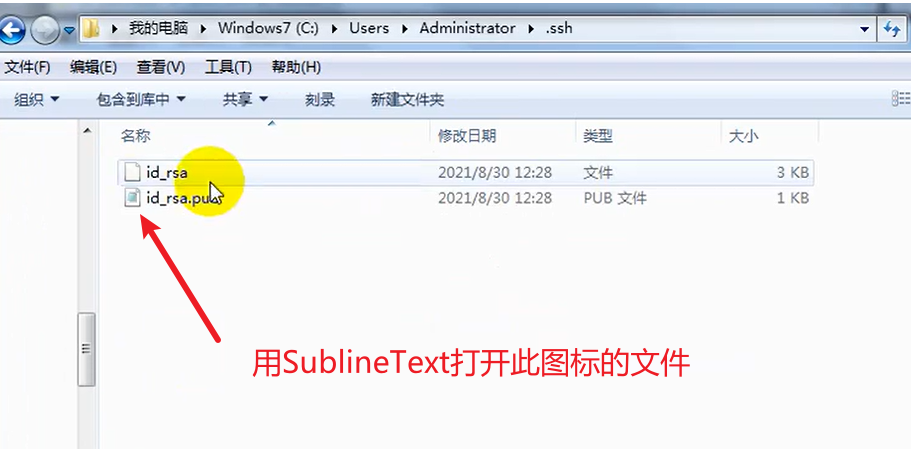 我的电脑 Windows7 (C:) Users Administrator .ssh
文件(F) 编辑(E) 查看(V) 工具(T) 帮助(H)
组织 包含到库中 共享 刻录 新建文件夹
名称 修改日期 类型 大小
id_rsa 2021/8/30 12:28 文件 3 KB
id_rsa.pub 2021/8/30 12:28 PUB 文件 1 KB
用SublineText打开此图标的文件